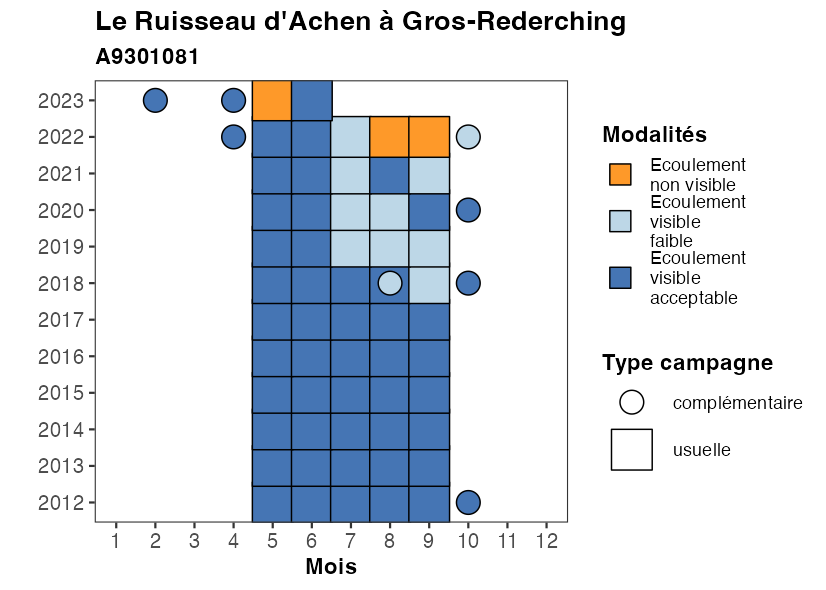 Le Ruisseau d'Achen à Gros-Rederching
A9301081
2023
2022
2021
2020
2019
2018
2017
2016
2015
2014
2013
2012
1 2 3 4 5 6 7 8 9 10 11 12
Mois
Modalités
Ecoulement
non visible
Ecoulement
visible
faible
Ecoulement
visible
acceptable
Type campagne
complémentaire
usuelle